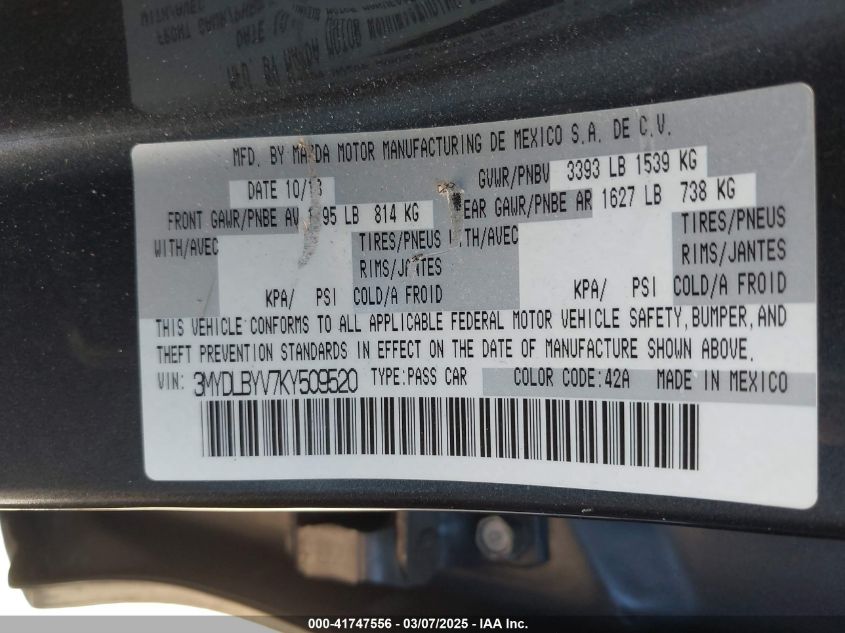 MFD. BY MAZDA MOTOR MANUFACTURING DE MEXICO S.A. DE C.V.
DATE 10/18 GVWR/PNBV 3393 LB 1539 KG
FRONT GAWR/PNBE AV LB 814 KG REAR GAWR/PNBE AR 1627 LB 738 KG
WITH/AVEC TIRES/PNEUS WITH/AVEC TIRES/PNEUS
RIMS/JANTES RIMS/JANTES
KPA/ PSI COLD/A FROID KPA/ PSI COLD/A FROID
THIS VEHICLE CONFORMS TO ALL APPLICABLE FEDERAL MOTOR VEHICLE SAFETY, BUMPER, AND
THEFT PREVENTION STANDARDS IN EFFECT ON THE DATE OF MANUFACTURE SHOWN ABOVE.
VIN: 3MYDLBYV7KY509520 TYPE:PASS CAR COLOR CODE:42A MADE IN MEXICO
000-41747556 - 03/07/2025 - IAA Inc.